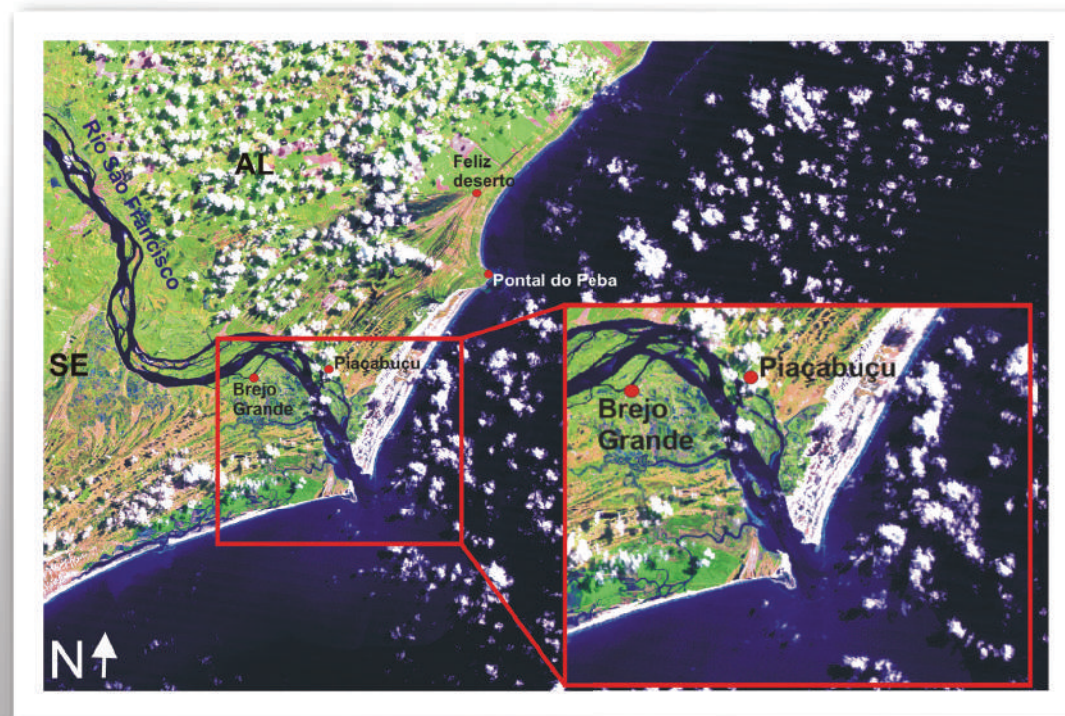 Rio São Francisco
AL
Feliz
deserto
Pontal do Peba
SE
Piaçabuçu
Brejo
Grande
Piaçabuçu
Brejo
Grande
N